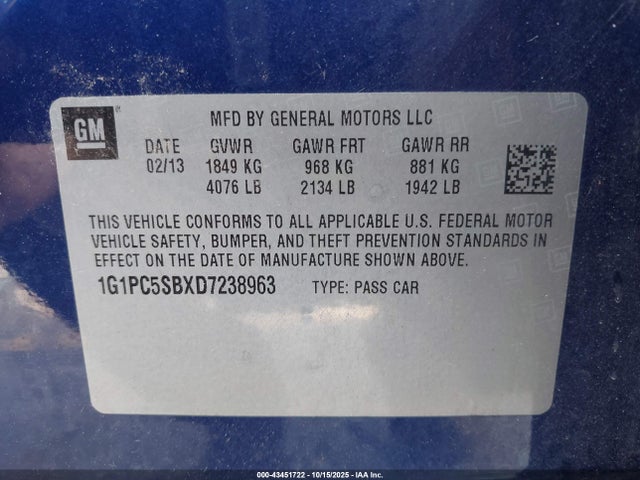 GM
MFD BY GENERAL MOTORS LLC
DATE GVWR GAWR FRT GAWR RR
02/13 1849 KG 968 KG 881 KG
4076 LB 2134 LB 1942 LB
THIS VEHICLE CONFORMS TO ALL APPLICABLE U.S. FEDERAL MOTOR
VEHICLE SAFETY, BUMPER, AND THEFT PREVENTION STANDARDS IN
EFFECT ON THE DATE OF MANUFACTURE SHOWN ABOVE.
1G1PC5SBXD7238963 TYPE: PASS CAR
000-43451722 - 10/15/2025 - IAA Inc.